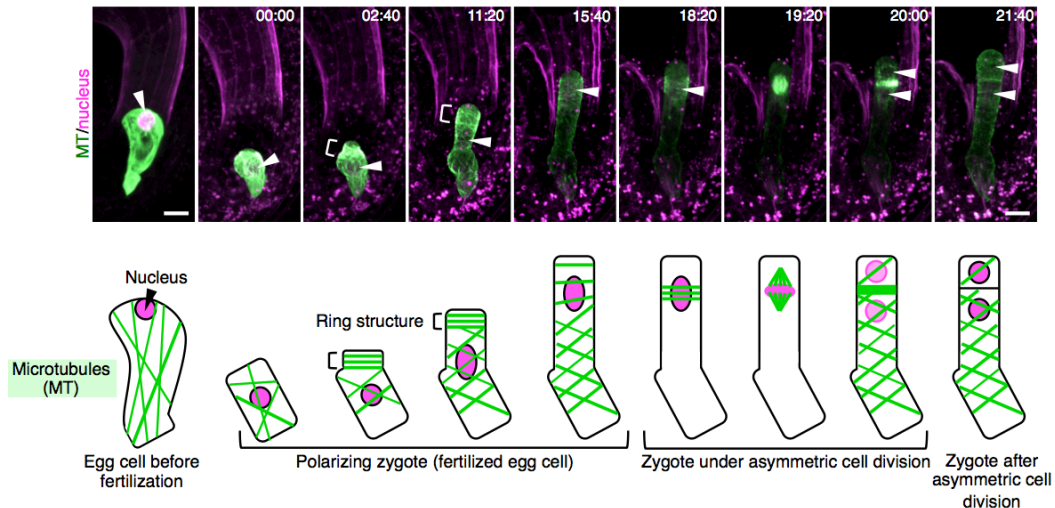 00:00
02:40
11:20
15:40
18:20
19:20
20:00
21:40
MT/nucleus
Nucleus
Ring structure
Microtubules
(MT)
Egg cell before
fertilization
Polarizing zygote (fertilized egg cell)
Zygote under asymmetric cell division
Zygote after
asymmetric cell
division